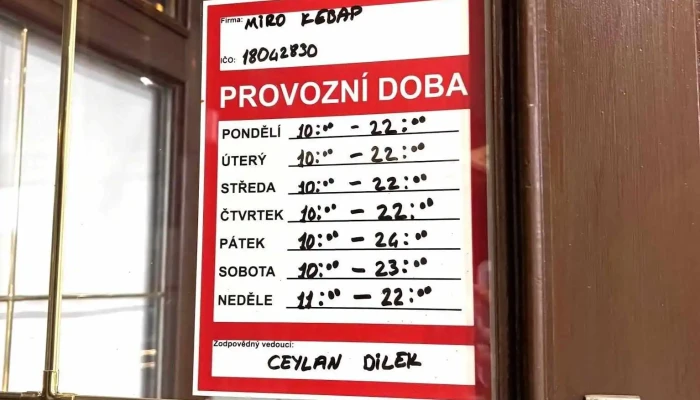 Firma: MIRO KEBAP
IČO: 18042830
PROVOZNÍ DOBA
PONDĚLÍ 10:00 - 22:00
ÚTERÝ 10:00 - 22:00
STŘEDA 10:00 - 22:00
ČTVRTEK 10:00 - 22:00
PÁTEK 10:00 - 24:00
SOBOTA 10:00 - 23:00
NEDĚLE 11:00 - 22:00
Zodpovědný vedoucí:
CEYLAN DİLEK